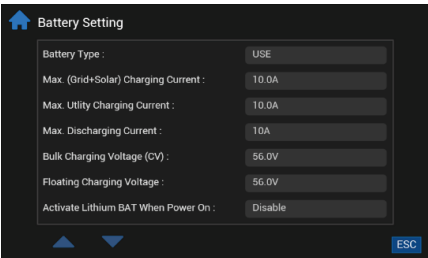 Battery Setting
Battery Type : USE
Max. (Grid+Solar) Charging Current : 10.0A
Max. Utlity Charging Current : 10.0A
Max. Discharging Current : 10A
Bulk Charging Voltage (CV) : 56.0V
Floating Charging Voltage : 56.0V
Activate Lithium BAT When Power On : Disable
ESC